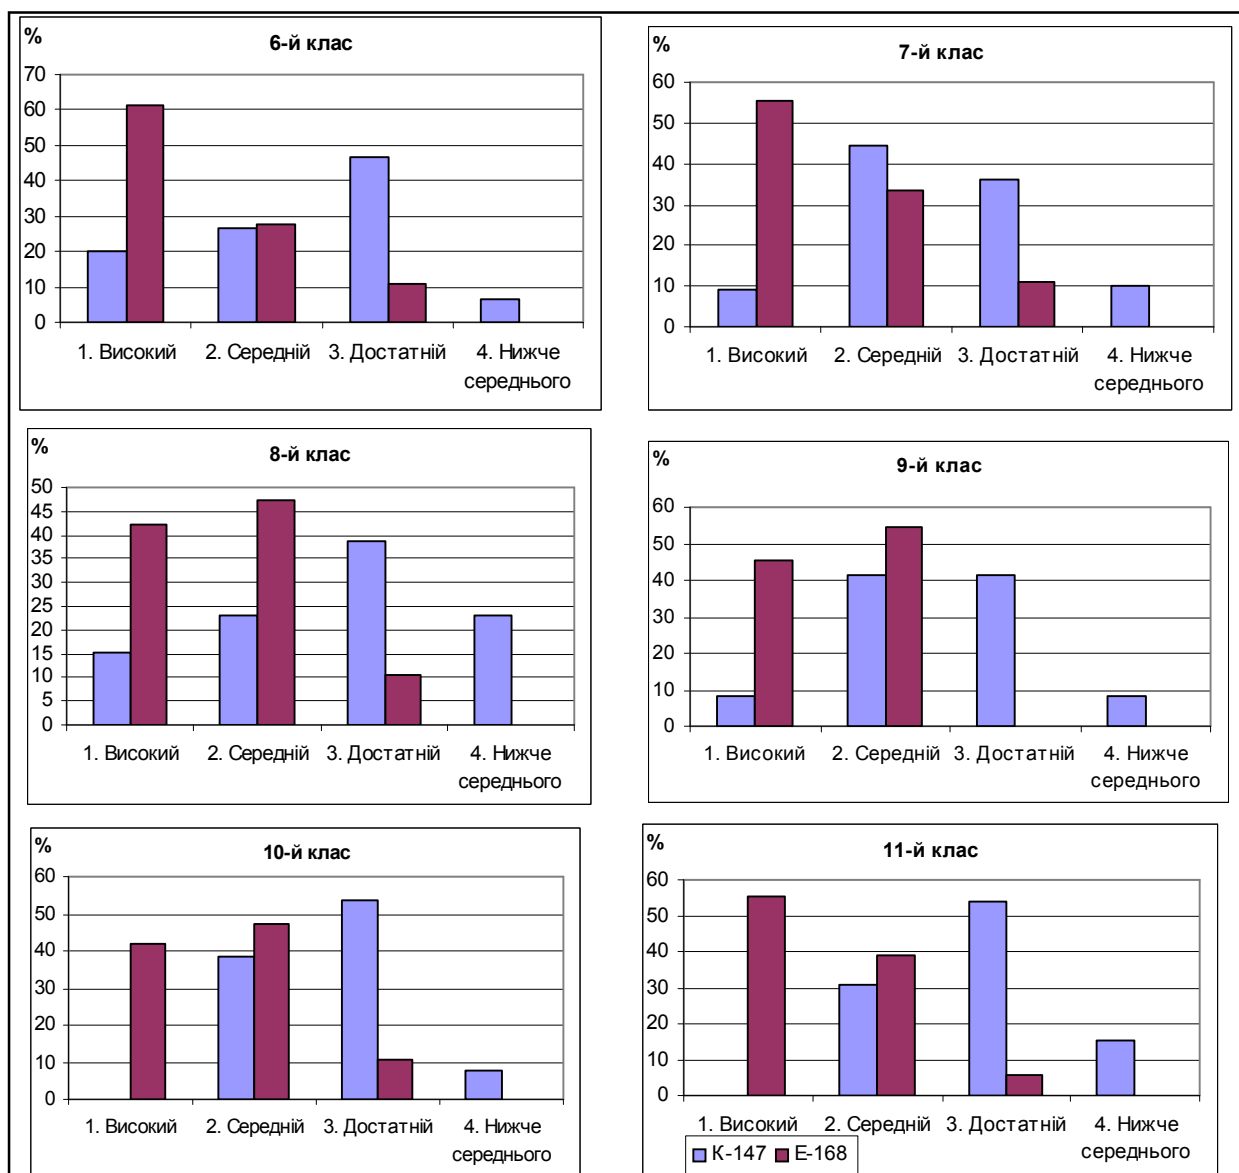 %
6-й клас
70
60
50
40
30
20
10
0
1. Високий 2. Середній 3. Достатній 4. Нижче
середнього
%
7-й клас
60
50
40
30
20
10
0
1. Високий 2. Середній 3. Достатній 4. Нижче
середнього
%
8-й клас
50
45
40
35
30
25
20
15
10
5
0
1. Високий 2. Середній 3. Достатній 4. Нижче
середнього
%
9-й клас
60
50
40
30
20
10
0
1. Високий 2. Середній 3. Достатній 4. Нижче
середнього
%
10-й клас
60
50
40
30
20
10
0
1. Високий 2. Середній 3. Достатній 4. Нижче
середнього
%
11-й клас
60
50
40
30
20
10
0
1. Високий 2. Середній 3. Достатній 4. Нижче
середнього
К-147 Е-168